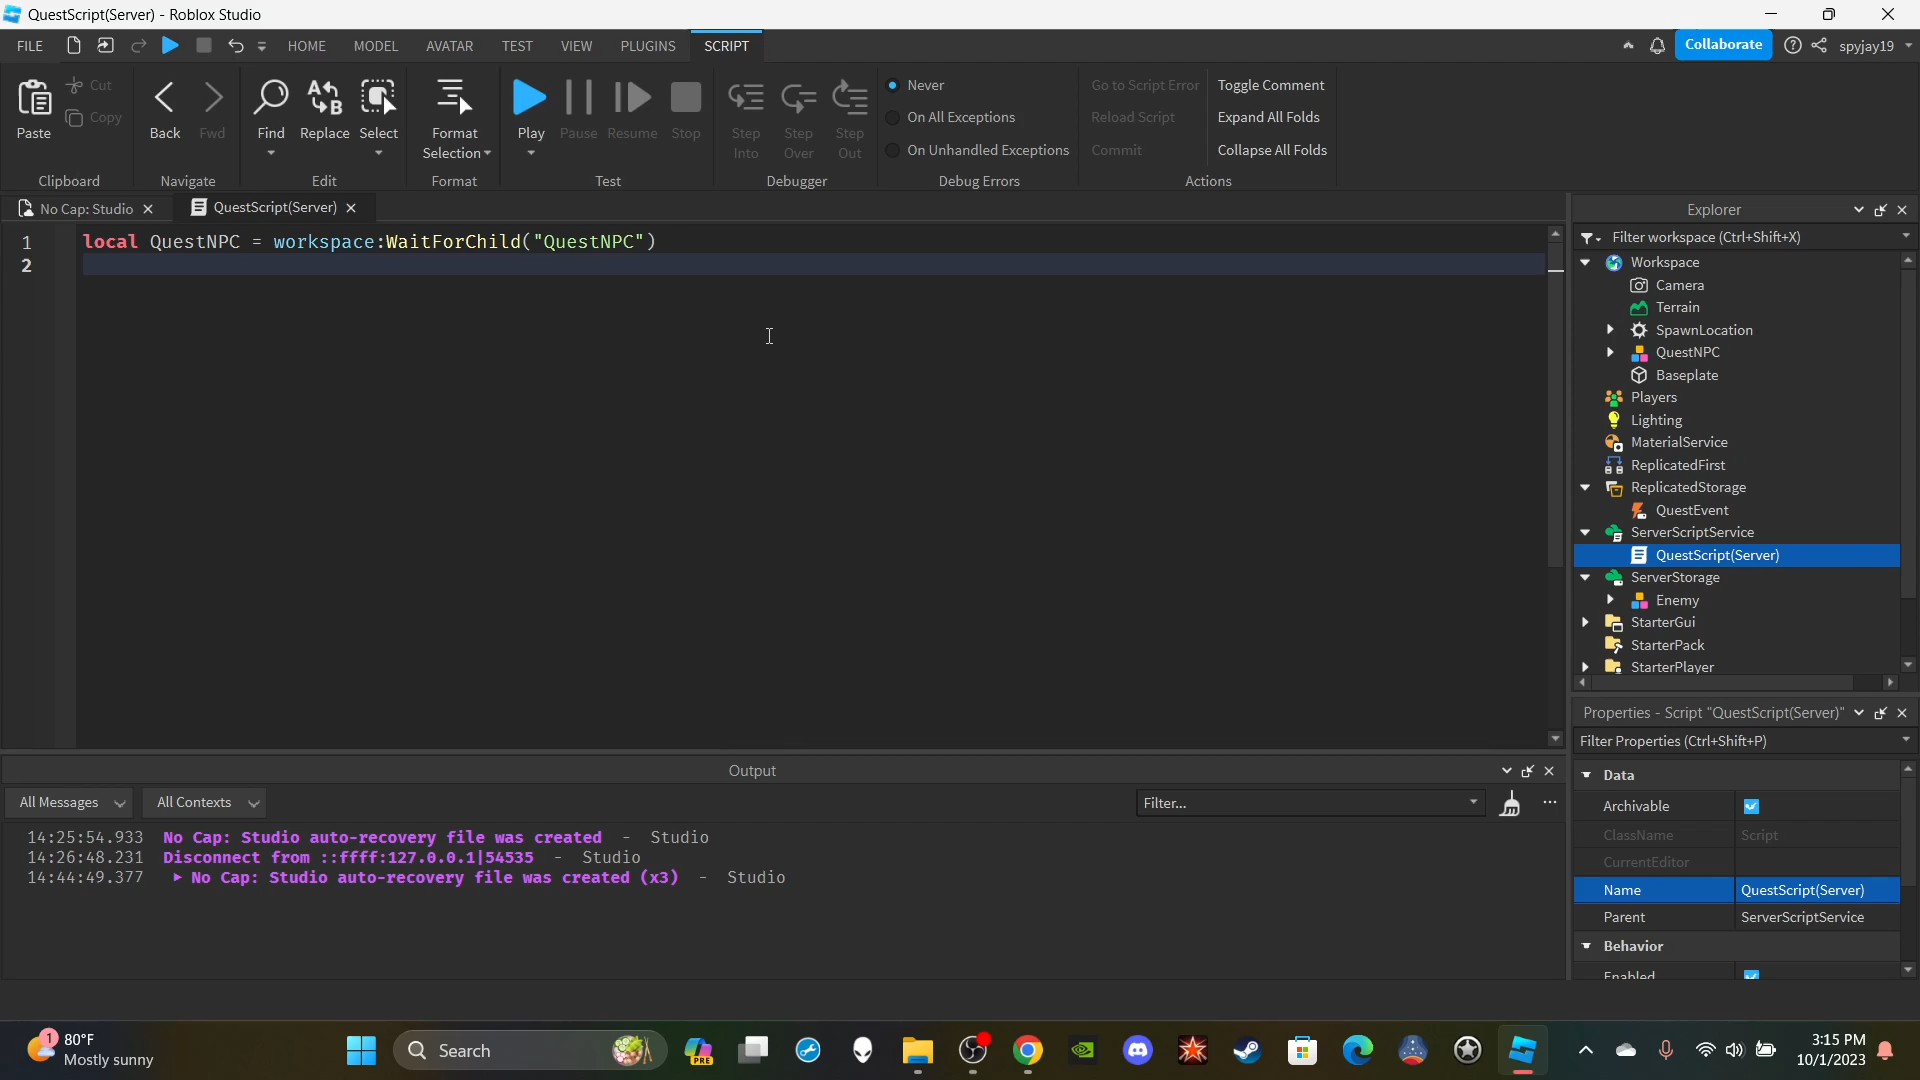 QuestScript(Server) - Roblox Studio
FILE HOME MODEL AVATAR TEST VIEW PLUGINS SCRIPT Collaborate spyjay19
Paste Cut Copy
Clipboard
Back Fwd
Navigate
Find Replace Select
Edit
Format Selection
Format
Play Pause Resume Stop
Test
Step Into Step Over Step Out
Debugger
Never
On All Exceptions
On Unhandled Exceptions
Debug Errors
Go to Script Error
Reload Script
Commit
Toggle Comment
Expand All Folds
Collapse All Folds
Actions
No Cap: Studio
QuestScript(Server)
1 local QuestNPC = workspace:WaitForChild("QuestNPC")
2
Explorer
Filter workspace (Ctrl+Shift+X)
Workspace
Camera
Terrain
SpawnLocation
QuestNPC
Baseplate
Players
Lighting
MaterialService
ReplicatedFirst
ReplicatedStorage
QuestEvent
ServerScriptService
QuestScript(Server)
ServerStorage
Enemy
StarterGui
StarterPack
StarterPlayer
Properties - Script "QuestScript(Server)"
Filter Properties (Ctrl+Shift+P)
Data
Archivable
ClassName Script
CurrentEditor
Name QuestScript(Server)
Parent ServerScriptService
Behavior
Enabled
Output
All Messages All Contexts Filter...
14:25:54.933 No Cap: Studio auto-recovery file was created - Studio
14:26:48.231 Disconnect from ::ffff:127.0.0.1|54535 - Studio
14:44:49.377 No Cap: Studio auto-recovery file was created (x3) - Studio
1
80°F
Mostly sunny
Search
PRE
3:15 PM
10/1/2023